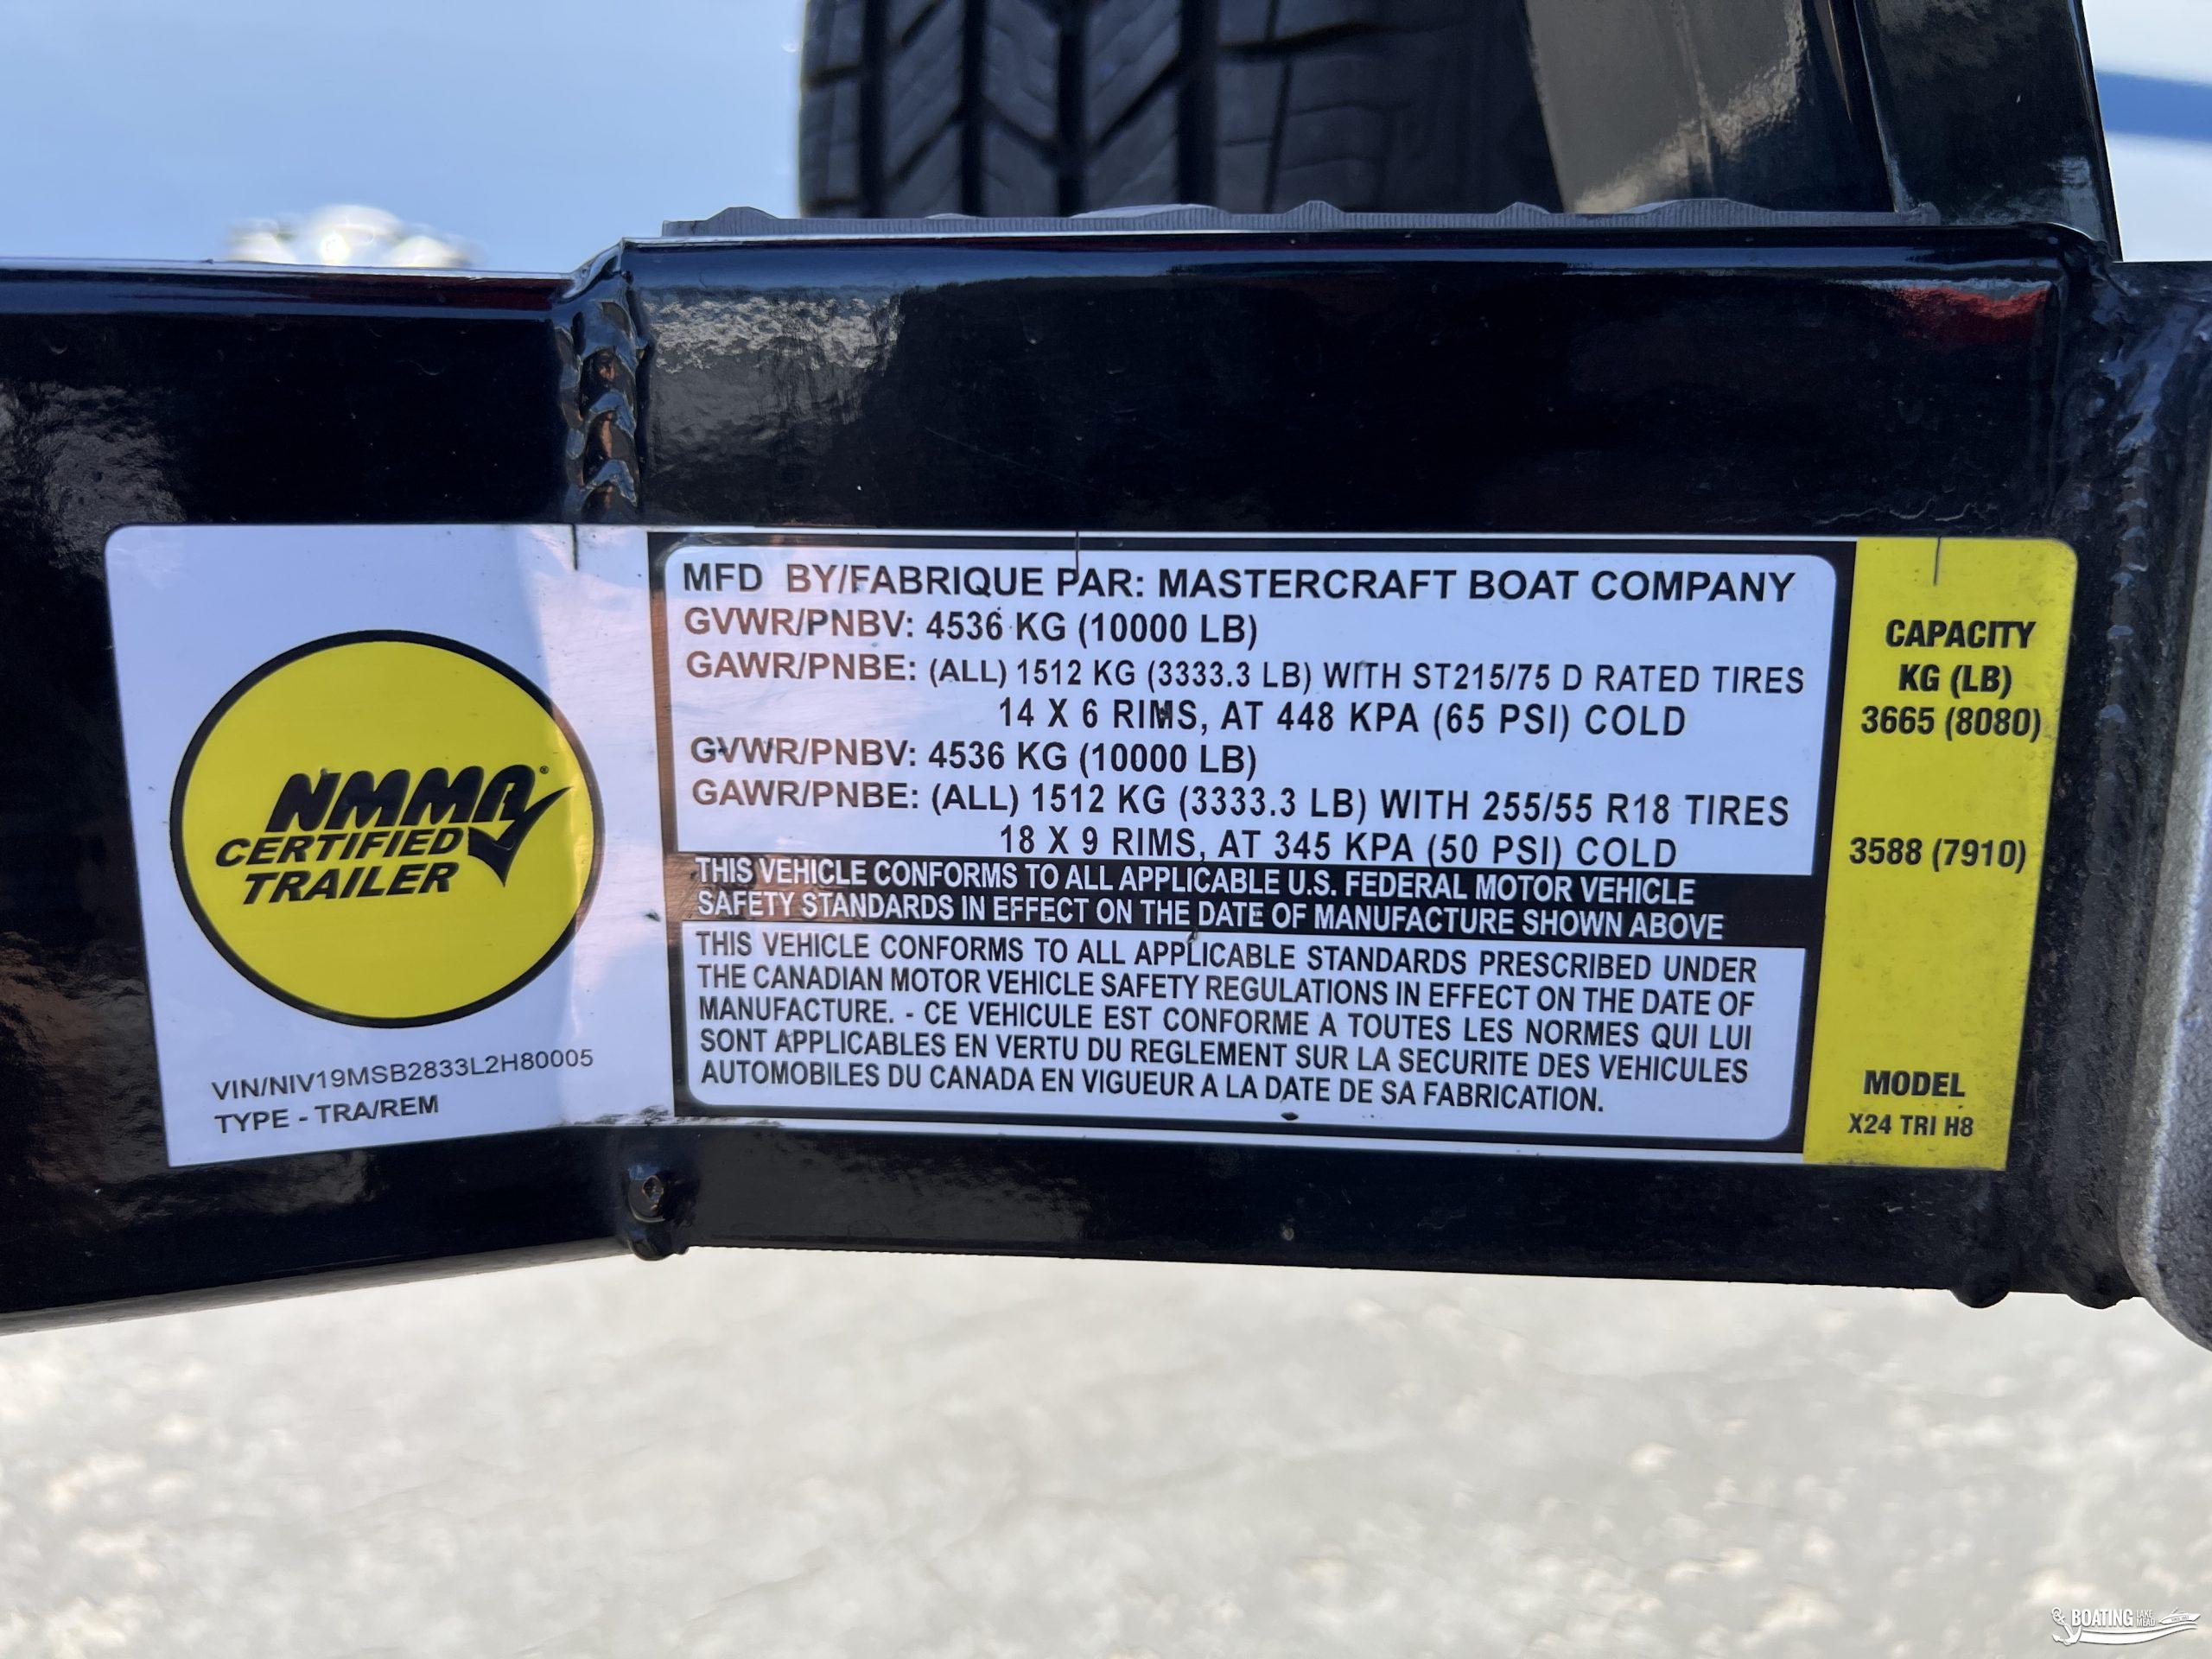 NMMA®
CERTIFIED
TRAILER
VIN/NIV19MSB2833L2H80005
TYPE - TRA/REM
MFD BY/FABRIQUE PAR: MASTERCRAFT BOAT COMPANY
GVWR/PNBV: 4536 KG (10000 LB)
GAWR/PNBE: (ALL) 1512 KG (3333.3 LB) WITH ST215/75 D RATED TIRES
14 X 6 RIMS, AT 448 KPA (65 PSI) COLD
GVWR/PNBV: 4536 KG (10000 LB)
GAWR/PNBE: (ALL) 1512 KG (3333.3 LB) WITH 255/55 R18 TIRES
18 X 9 RIMS, AT 345 KPA (50 PSI) COLD
THIS VEHICLE CONFORMS TO ALL APPLICABLE U.S. FEDERAL MOTOR VEHICLE
SAFETY STANDARDS IN EFFECT ON THE DATE OF MANUFACTURE SHOWN ABOVE
THIS VEHICLE CONFORMS TO ALL APPLICABLE STANDARDS PRESCRIBED UNDER
THE CANADIAN MOTOR VEHICLE SAFETY REGULATIONS IN EFFECT ON THE DATE OF
MANUFACTURE. - CE VEHICULE EST CONFORME A TOUTES LES NORMES QUI LUI
SONT APPLICABLES EN VERTU DU REGLEMENT SUR LA SECURITE DES VEHICULES
AUTOMOBILES DU CANADA EN VIGUEUR A LA DATE DE SA FABRICATION.
CAPACITY
KG (LB)
3665 (8080)
3588 (7910)
MODEL
X24 TRI H8
BOATING LAKE MEAD